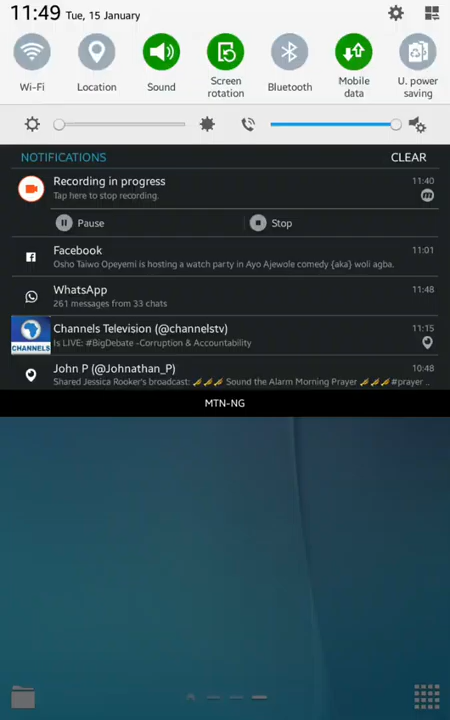 11:49 Tue, 15 January
Wi-Fi
Location
Sound
Screen rotation
Bluetooth
Mobile data
U. power saving
NOTIFICATIONS
CLEAR
Recording in progress 11:40
Tap here to stop recording.
Pause
Stop
Facebook 11:01
Osho Taiwo Opeyemi is hosting a watch party in Ayo Ajewole comedy {aka} woli agba.
WhatsApp 11:48
261 messages from 33 chats
CHANNELS
Channels Television (@channelstv) 11:15
Is LIVE: #BigDebate -Corruption & Accountability
John P (@Johnathan_P) 10:48
Shared Jessica Rooker's broadcast: 🎺🎺🎺 Sound the Alarm Morning Prayer 🎺🎺🎺 #prayer ..
MTN-NG